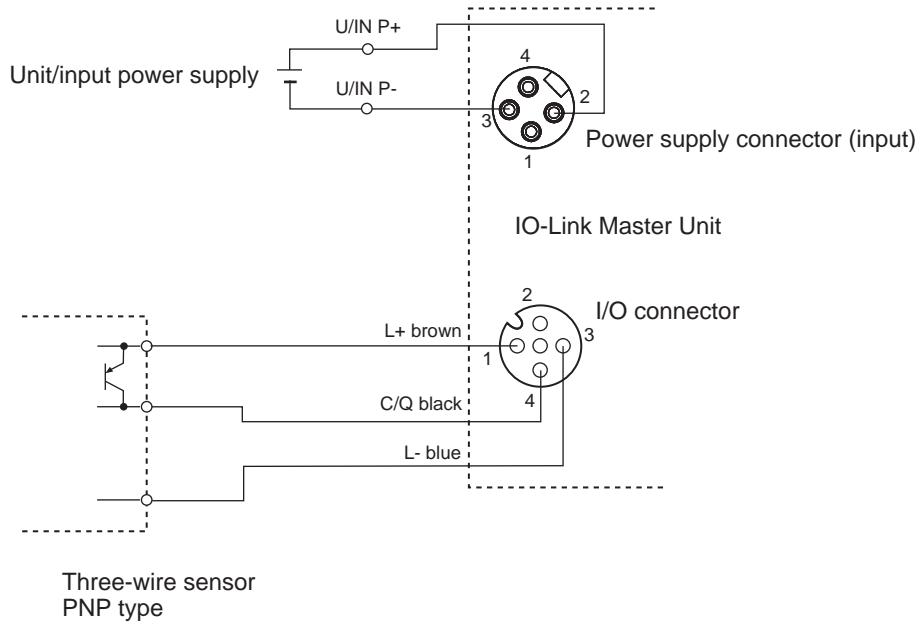 U/IN P+
Unit/input power supply
U/IN P-
4
2
3
1
Power supply connector (input)
IO-Link Master Unit
2
I/O connector
3
L+ brown
1
C/Q black
4
L- blue
Three-wire sensor
PNP type